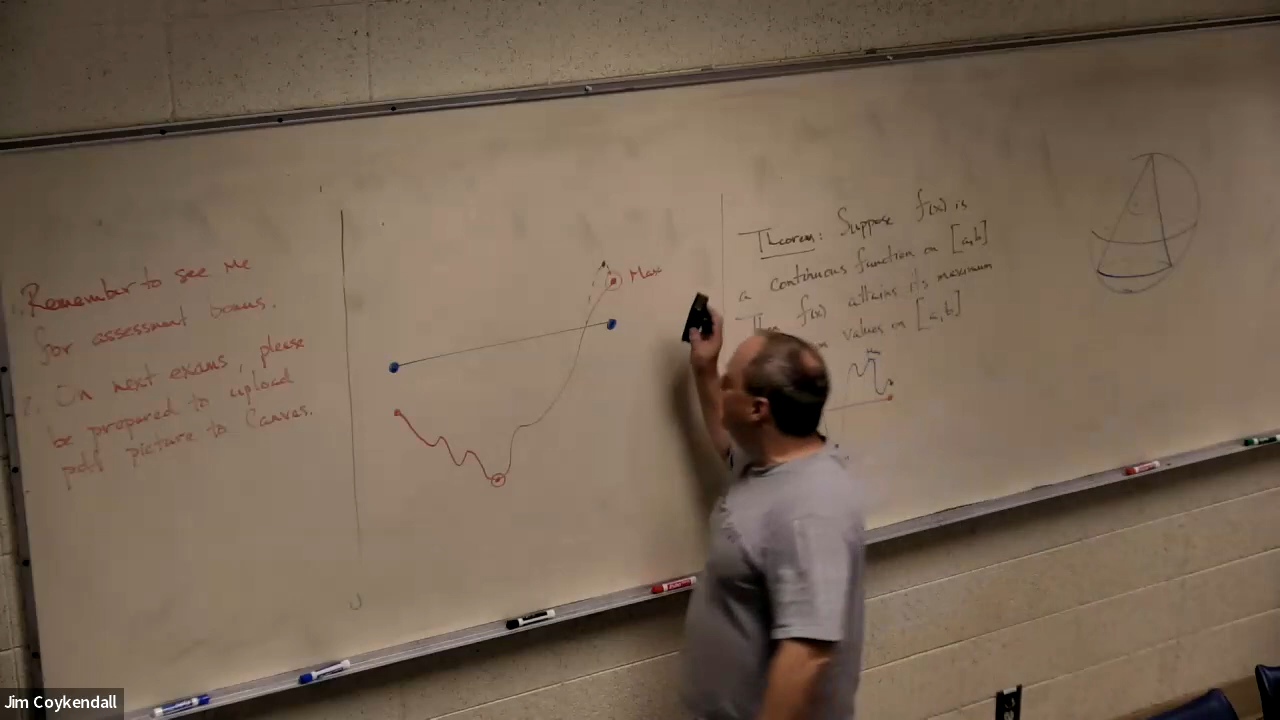 1. Remember to see me
for assessment bonus.
2. On next exams, please
be prepared to upload
pdf picture to Canvas.
Max
Theorem: Suppose f(x) is
a continuous function on [a,b]
f(x) attains its maximum
values on [a,b]
Jim Coykendall